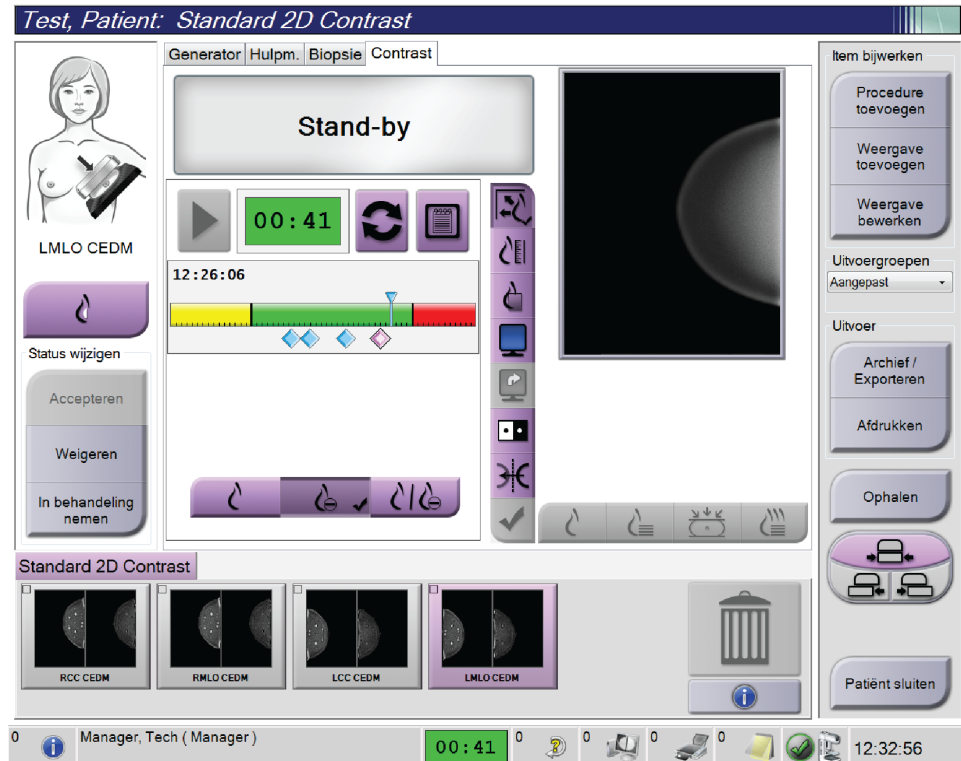 Test, Patient:  Standard 2D Contrast
Generator Hulpm. Biopsie Contrast
Stand-by
LMLO CEDM
00:41
12:26:06
Status wijzigen
Accepteren
Weigeren
In behandeling
nemen
Item bijwerken
Procedure
toevoegen
Weergave
toevoegen
Weergave
bewerken
Uitvoergroepen
Aangepast
Uitvoer
Archief /
Exporteren
Afdrukken
Ophalen
Patiënt sluiten
Standard 2D Contrast
RCC CEDM
RMLO CEDM
LCC CEDM
LMLO CEDM
0 Manager, Tech ( Manager ) 00:41 0 0 0 0 12:32:56